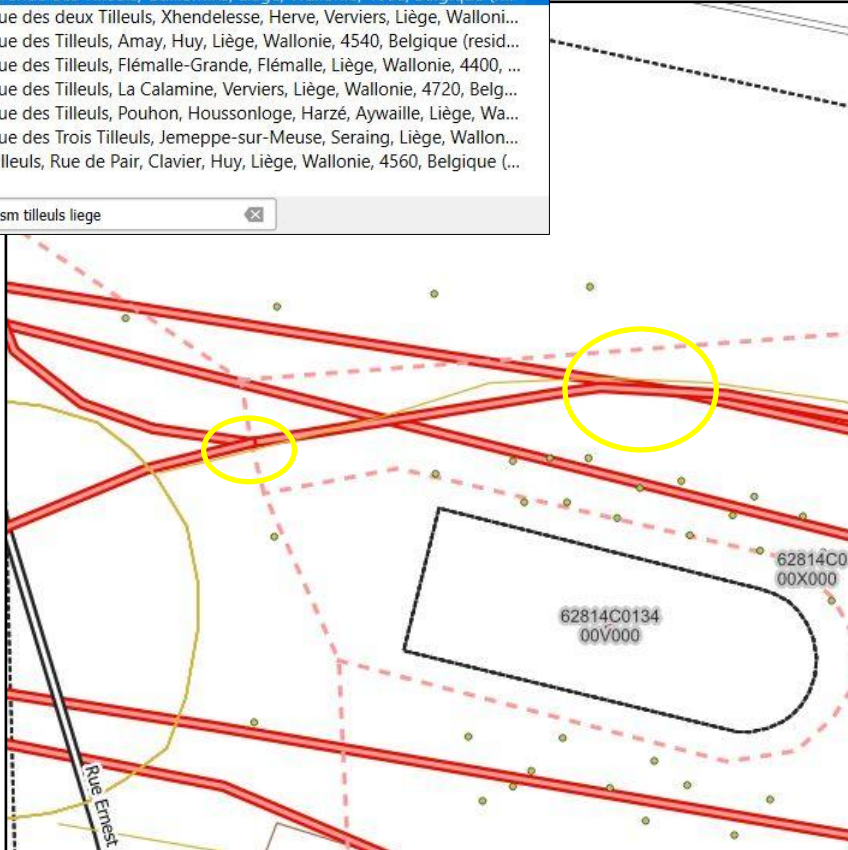 ue des deux Tilleuls, Xhendelesse, Herve, Verviers, Liège, Walloni...
ue des Tilleuls, Amay, Huy, Liège, Wallonie, 4540, Belgique (resid...
ue des Tilleuls, Flémalle-Grande, Flémalle, Liège, Wallonie, 4400, ...
ue des Tilleuls, La Calamine, Verviers, Liège, Wallonie, 4720, Belg...
ue des Tilleuls, Pouhon, Houssonloge, Harzé, Aywaille, Liège, Wa...
ue des Trois Tilleuls, Jemeppe-sur-Meuse, Seraing, Liège, Wallon...
lleuls, Rue de Pair, Clavier, Huy, Liège, Wallonie, 4560, Belgique (...
sm tilleuls liege
62814C0
00X000
62814C0134
00V000
Rue Ernest